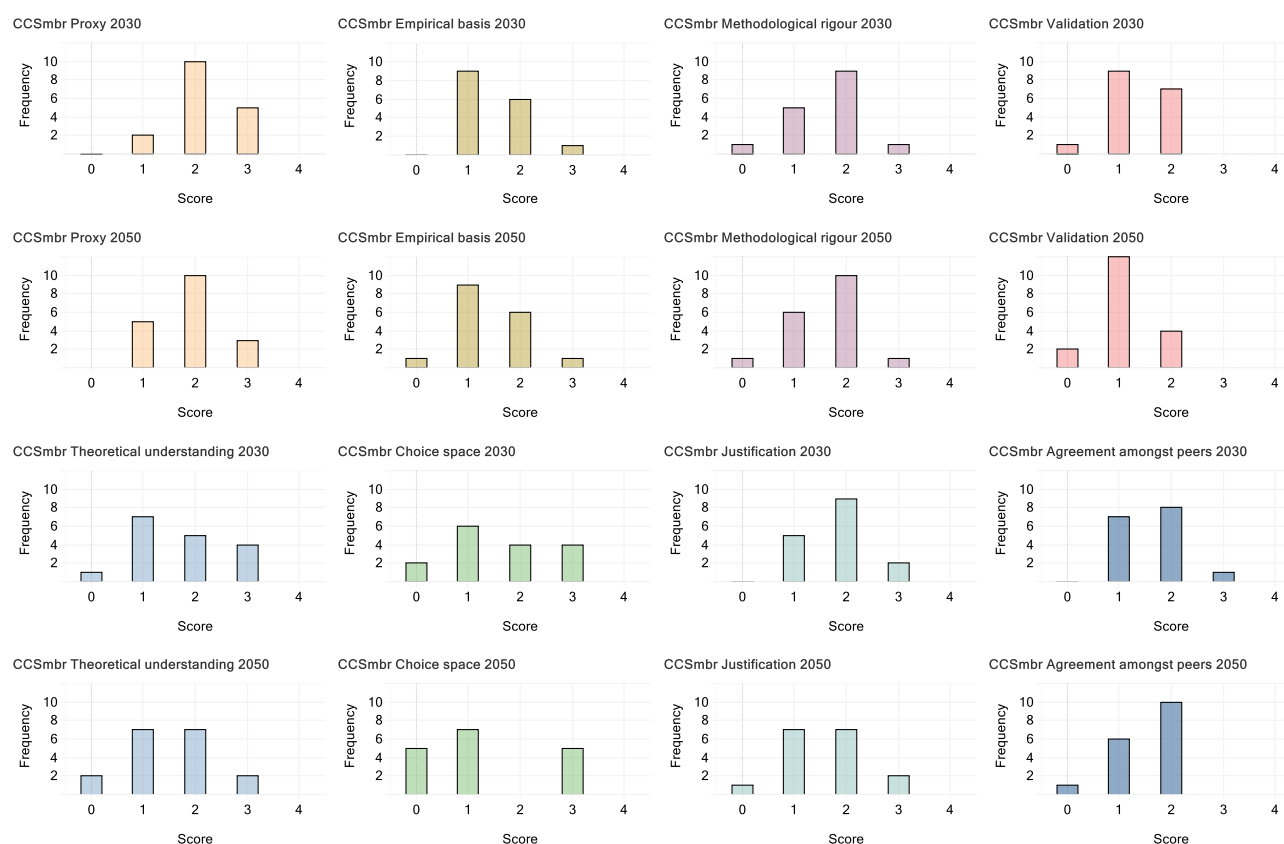 CCSmbr Proxy 2030
Frequency
10
8
6
4
2
0 1 2 3 4
Score
CCSmbr Empirical basis 2030
Frequency
10
8
6
4
2
0 1 2 3 4
Score
CCSmbr Methodological rigour 2030
Frequency
10
8
6
4
2
0 1 2 3 4
Score
CCSmbr Validation 2030
Frequency
10
8
6
4
2
0 1 2 3 4
Score
CCSmbr Proxy 2050
Frequency
10
8
6
4
2
0 1 2 3 4
Score
CCSmbr Empirical basis 2050
Frequency
10
8
6
4
2
0 1 2 3 4
Score
CCSmbr Methodological rigour 2050
Frequency
10
8
6
4
2
0 1 2 3 4
Score
CCSmbr Validation 2050
Frequency
10
8
6
4
2
0 1 2 3 4
Score
CCSmbr Theoretical understanding 2030
Frequency
10
8
6
4
2
0 1 2 3 4
Score
CCSmbr Choice space 2030
Frequency
10
8
6
4
2
0 1 2 3 4
Score
CCSmbr Justification 2030
Frequency
10
8
6
4
2
0 1 2 3 4
Score
CCSmbr Agreement amongst peers 2030
Frequency
10
8
6
4
2
0 1 2 3 4
Score
CCSmbr Theoretical understanding 2050
Frequency
10
8
6
4
2
0 1 2 3 4
Score
CCSmbr Choice space 2050
Frequency
10
8
6
4
2
0 1 2 3 4
Score
CCSmbr Justification 2050
Frequency
10
8
6
4
2
0 1 2 3 4
Score
CCSmbr Agreement amongst peers 2050
Frequency
10
8
6
4
2
0 1 2 3 4
Score